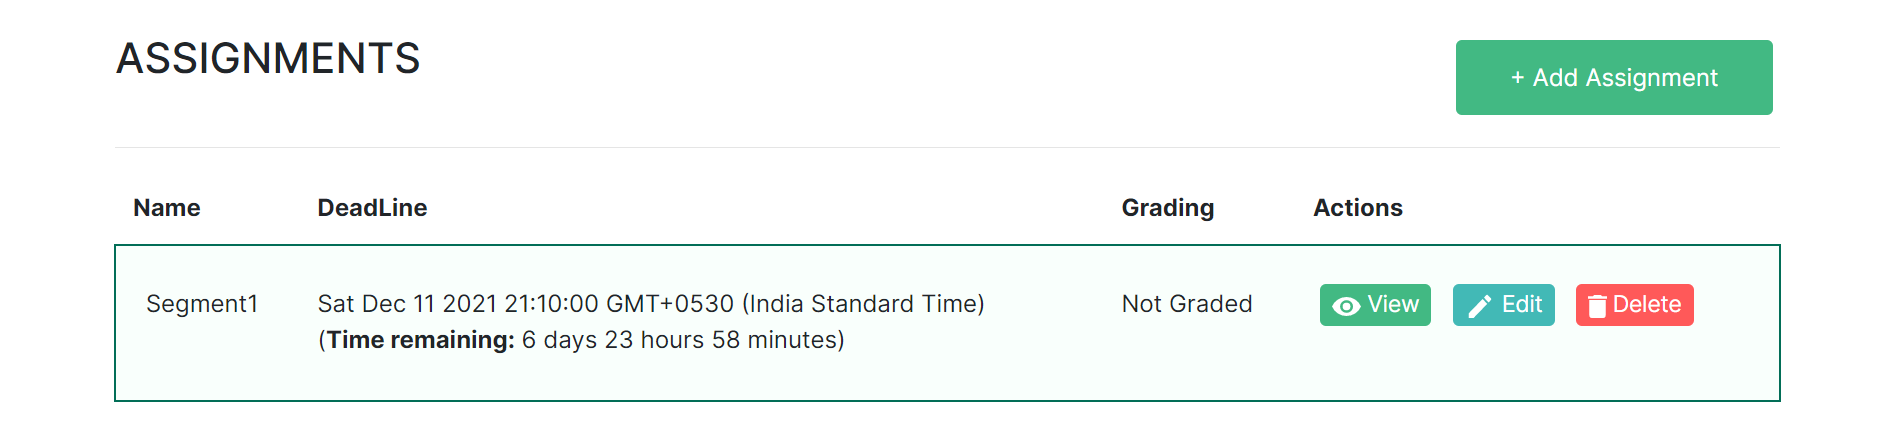 ASSIGNMENTS
+ Add Assignment
Name DeadLine Grading Actions
Segment1 Sat Dec 11 2021 21:10:00 GMT+0530 (India Standard Time) Not Graded View Edit Delete
(Time remaining: 6 days 23 hours 58 minutes)